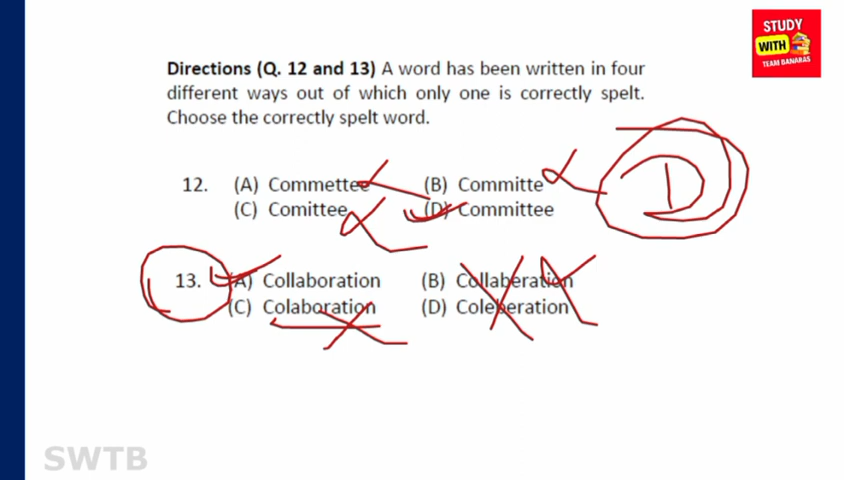 STUDY
WITH
TEAM BANARAS
Directions (Q. 12 and 13) A word has been written in four
different ways out of which only one is correctly spelt.
Choose the correctly spelt word.
12. (A) Commettee (B) Committe
(C) Comittee (D) Committee
D
13. (A) Collaboration (B) Collaberation
(C) Colaboration (D) Coleberation
SWTB